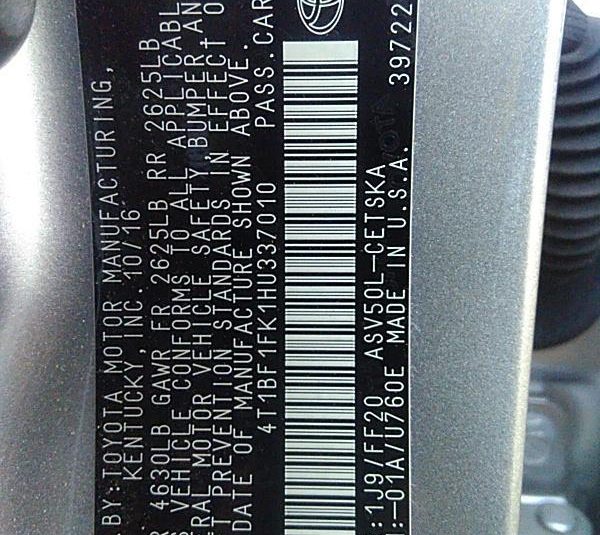 BY: TOYOTA MOTOR MANUFACTURING,
KENTUCKY, INC. 10/16
4630LB GAWR FR 2625LB RR 2625LB
VEHICLE CONFORMS TO ALL APPLICABL
ERAL MOTOR VEHICLE SAFETY, BUMPER, AN
T PREVENTION STANDARDS IN EFFECT O
DATE OF MANUFACTURE SHOWN ABOVE.
4T1BF1FK1HU337010 PASS.CAR
:1J9/FF20 ASV50L-CETSKA
:-01A/U760E MADE IN U.S.A. 39722